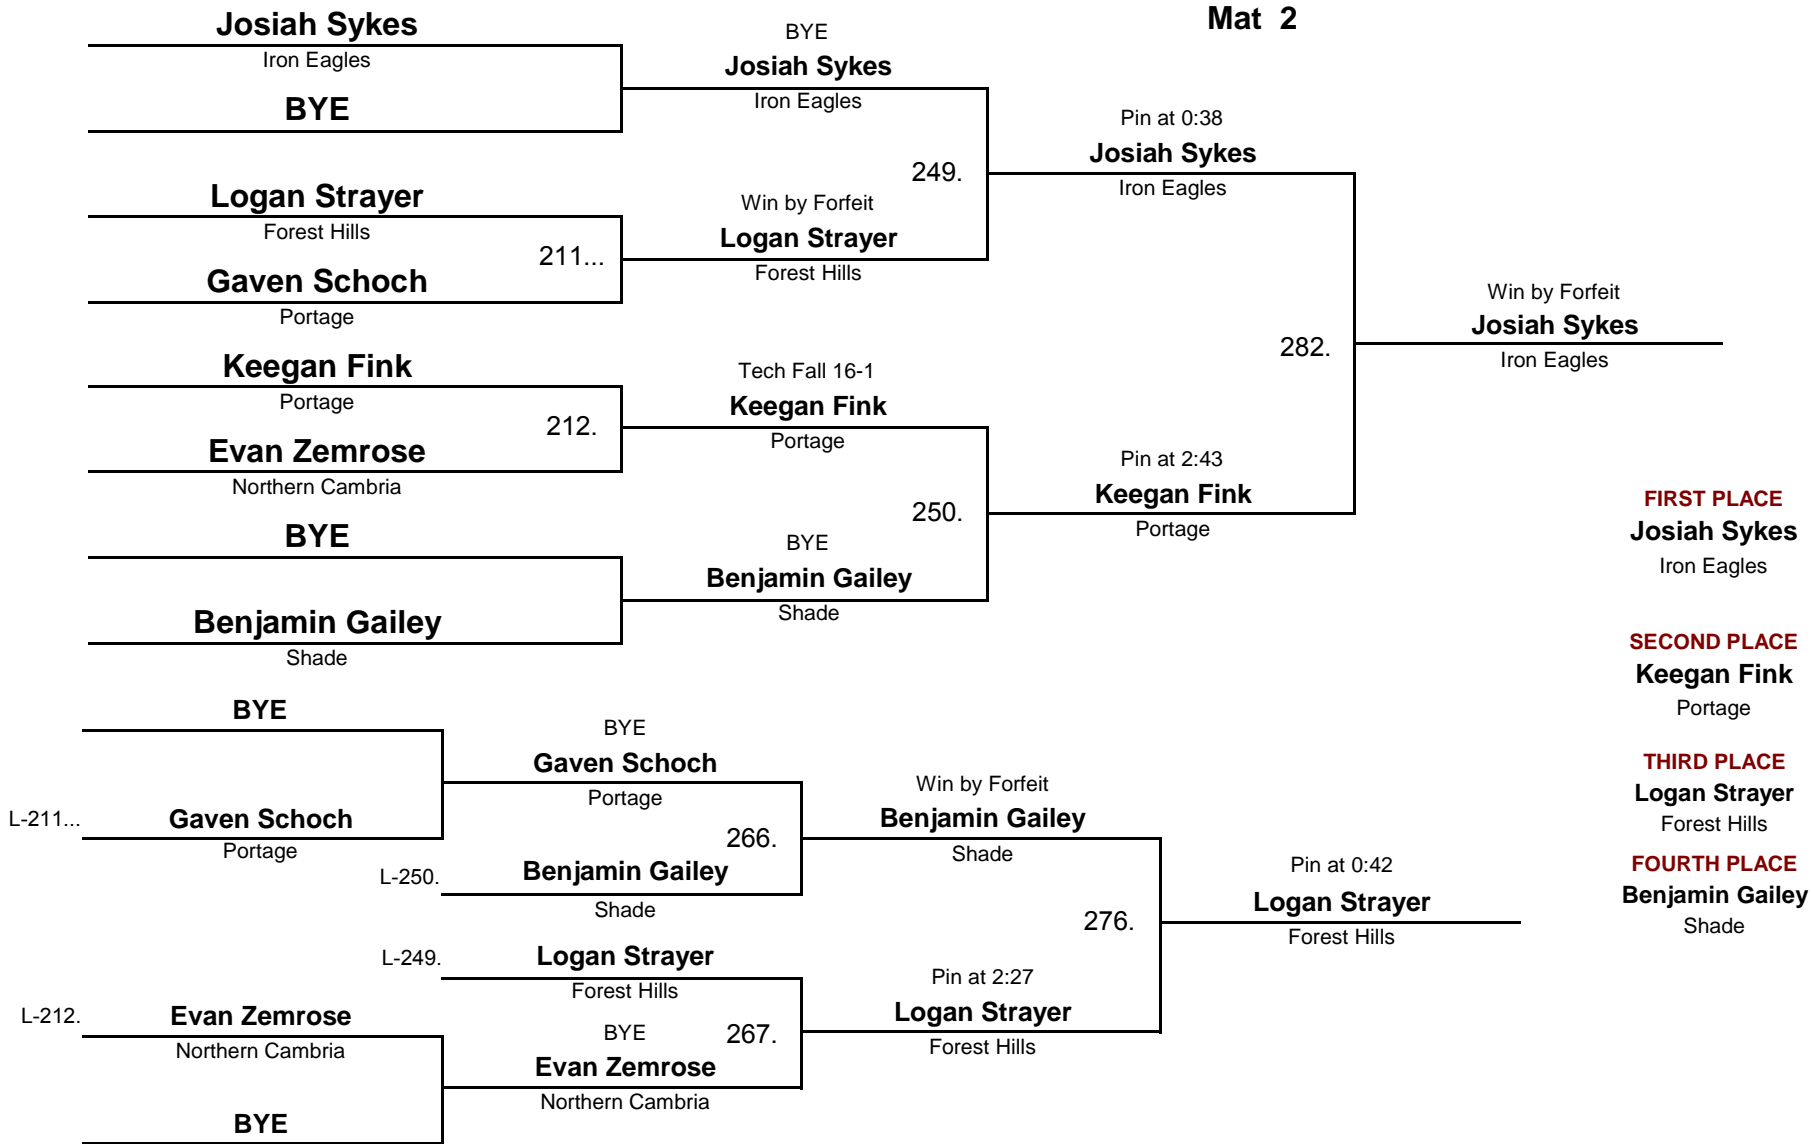 Mat 2
Josiah Sykes
Iron Eagles
BYE
Logan Strayer
Forest Hills
211...
Gaven Schoch
Portage
Keegan Fink
Portage
212.
Evan Zemrose
Northern Cambria
BYE
Benjamin Gailey
Shade
BYE
Josiah Sykes
Iron Eagles
249.
Win by Forfeit
Logan Strayer
Forest Hills
Tech Fall 16-1
Keegan Fink
Portage
250.
BYE
Benjamin Gailey
Shade
Pin at 0:38
Josiah Sykes
Iron Eagles
282.
Pin at 2:43
Keegan Fink
Portage
Win by Forfeit
Josiah Sykes
Iron Eagles
BYE
L-211...
Gaven Schoch
Portage
L-212.
Evan Zemrose
Northern Cambria
BYE
BYE
Gaven Schoch
Portage
266.
L-250.
Benjamin Gailey
Shade
L-249.
Logan Strayer
Forest Hills
267.
BYE
Evan Zemrose
Northern Cambria
Win by Forfeit
Benjamin Gailey
Shade
276.
Pin at 2:27
Logan Strayer
Forest Hills
Pin at 0:42
Logan Strayer
Forest Hills
FIRST PLACE
Josiah Sykes
Iron Eagles
SECOND PLACE
Keegan Fink
Portage
THIRD PLACE
Logan Strayer
Forest Hills
FOURTH PLACE
Benjamin Gailey
Shade